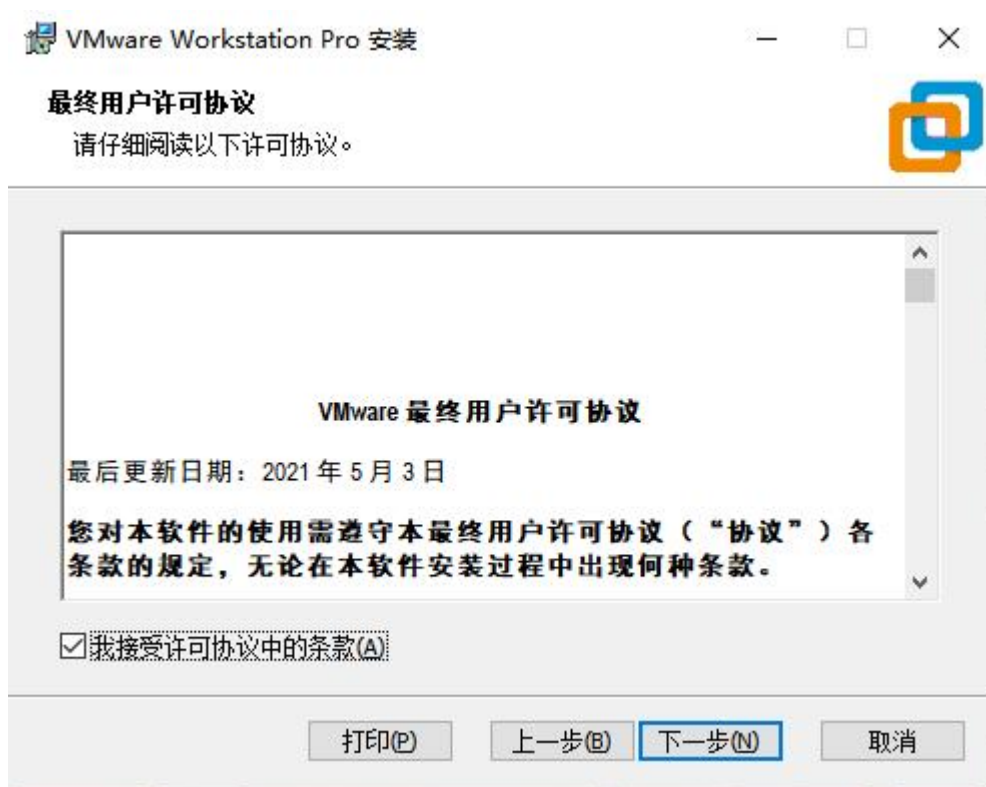 VMware Workstation Pro 安装
最终用户许可协议
请仔细阅读以下许可协议。
VMware 最终用户许可协议
最后更新日期：2021 年 5 月 3 日
您对本软件的使用需遵守本最终用户许可协议（“协议”）各
条款的规定，无论在本软件安装过程中出现何种条款。
我接受许可协议中的条款(A)
打印(P) 上一步(B) 下一步(N) 取消